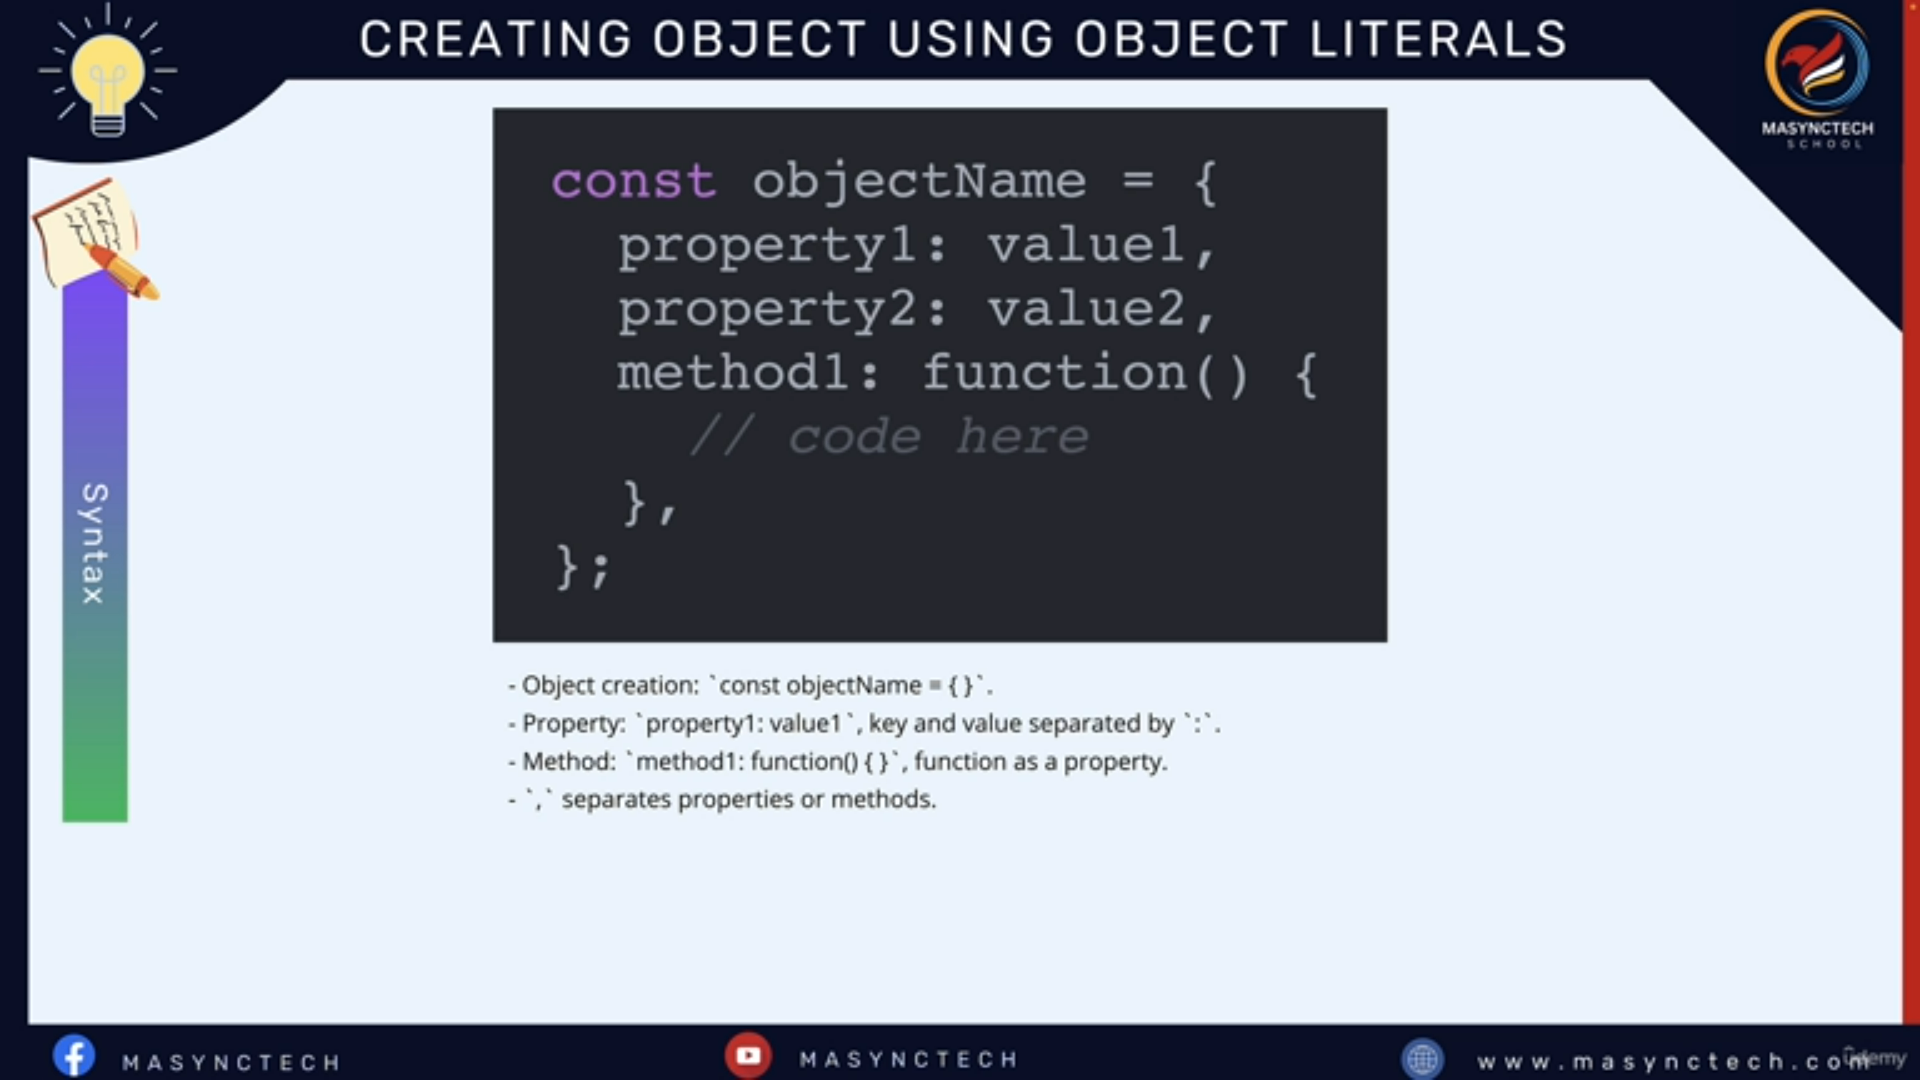 CREATING OBJECT USING OBJECT LITERALS
MASYNCTECH
SCHOOL
const objectName = {
property1: value1,
property2: value2,
method1: function() {
// code here
},
};
Syntax
- Object creation: `const objectName = { }`.
- Property: `property1: value1`, key and value separated by `:`.
- Method: `method1: function() { }`, function as a property.
- `,` separates properties or methods.
MASYNCTECH
MASYNCTECH
www.masynctech.com
Udemy